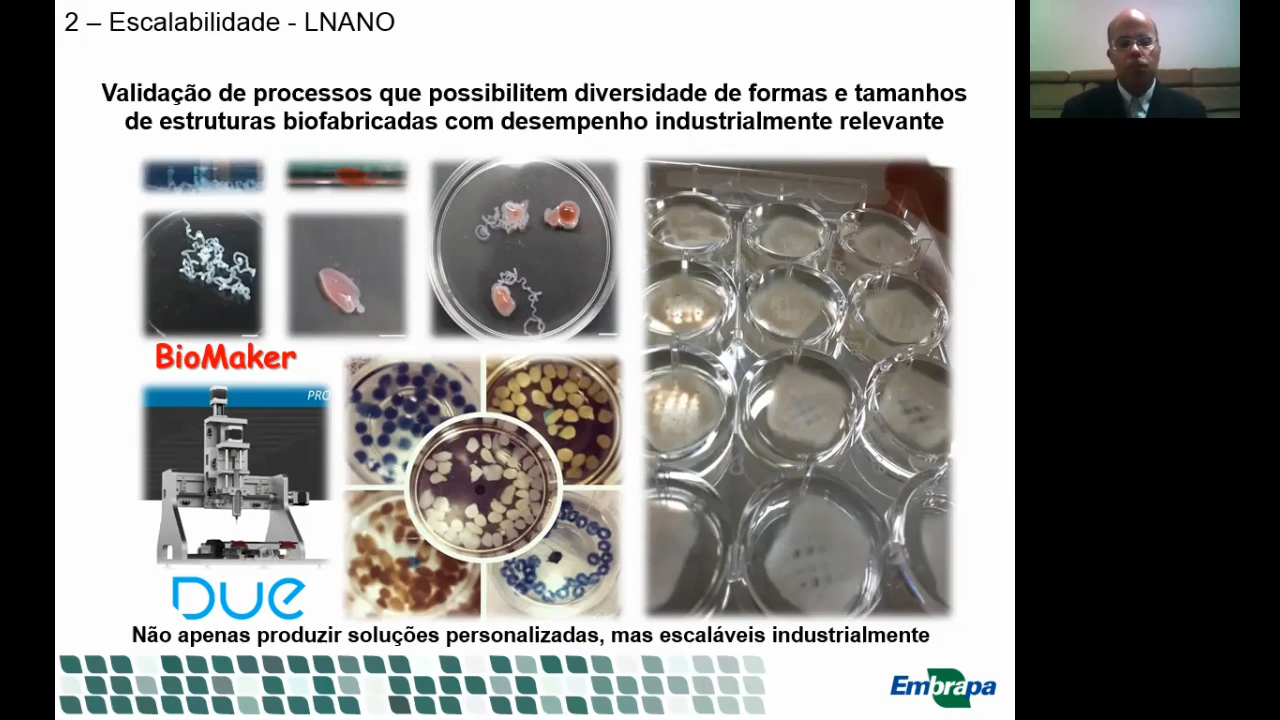 2 – Escalabilidade - LNANO
Validação de processos que possibilitem diversidade de formas e tamanhos
de estruturas biofabricadas com desempenho industrialmente relevante
BioMaker
PRO
DUE
Não apenas produzir soluções personalizadas, mas escaláveis industrialmente
Embrapa